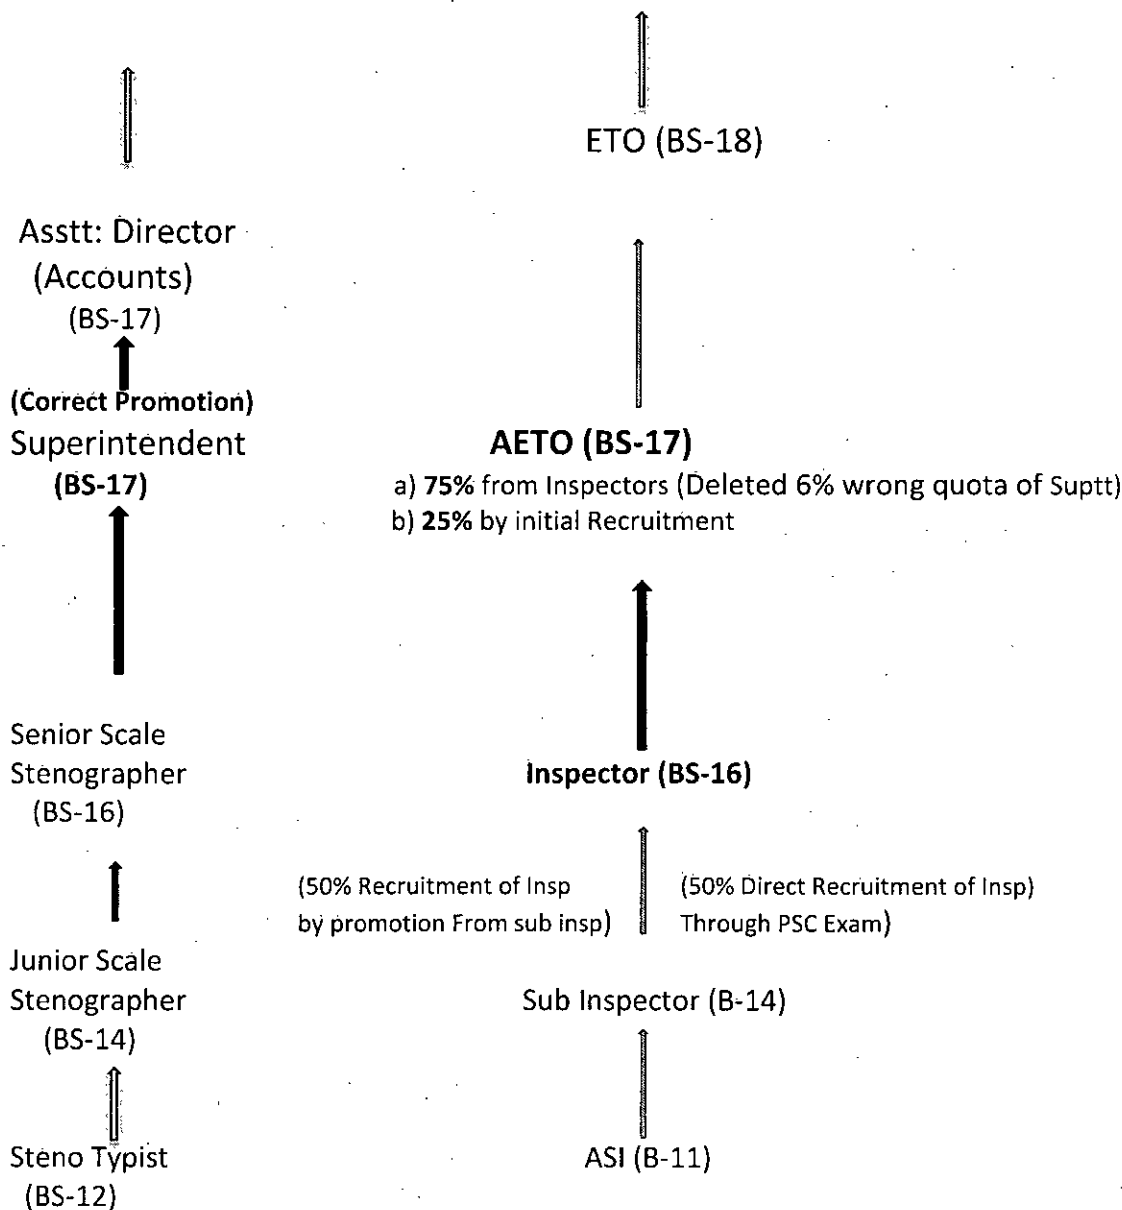 ETO (BS-18)
Asstt: Director
(Accounts)
(BS-17)
(Correct Promotion)
Superintendent
(BS-17)
AETO (BS-17)
a) 75% from Inspectors (Deleted 6% wrong quota of Suptt)
b) 25% by initial Recruitment
Senior Scale
Stenographer
(BS-16)
Inspector (BS-16)
(50% Recruitment of Insp
by promotion From sub insp)
(50% Direct Recruitment of Insp)
Through PSC Exam)
Junior Scale
Stenographer
(BS-14)
Sub Inspector (B-14)
Steno Typist
(BS-12)
ASI (B-11)